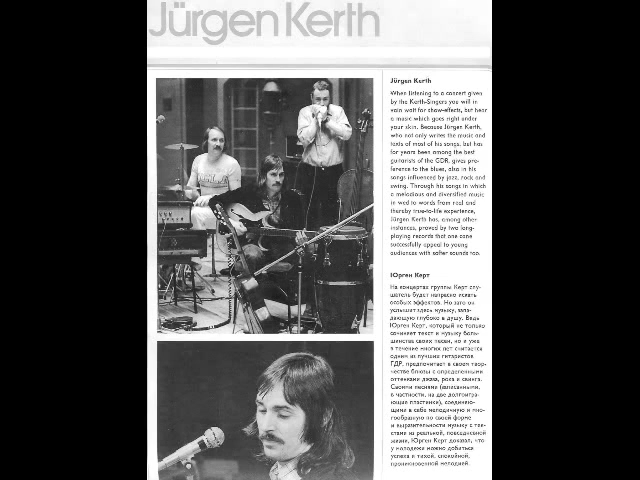 Jürgen Kerth
Jürgen Kerth
When listening to a concert given
by the Kerth-Singers you will in
vain wait for show-effects, but hear
a music which goes right under
your skin. Because Jürgen Kerth,
who not only writes the music and
texts of most of his songs, but has
for years been among the best
guitarists of the GDR, gives pre-
ference to the blues, also in his
songs influenced by jazz, rock and
swing. Through his songs in which
a melodious and diversified music
in wed to words from real and
thereby true-to-life experience,
Jürgen Kerth has, among other
instances, proved by two long-
playing records that one cane
successfully appeal to young
audiences with softer sounds too.
Юрген Керт
На концертах группы Керт слу-
шатель будет напрасно искать
особых эффектов. Но зато он
услышит здесь музыку, запа-
дающую глубоко в душу. Ведь
Юрген Керт, который не только
сочиняет текст и музыку боль-
шинства своих песен, но и уже
в течение многих лет считается
одним из лучших гитаристов
ГДР, предпочитает в своем твор-
честве блюзы с определенными
оттенками джаза, рока и свинга.
Своими песнями (записанными,
в частности, на две долгоигра-
ющие пластинки), соединяю-
щими в себе мелодичную и мно-
гообразную по своей форме
и выразительности музыку с тек-
стами из реальной, повседневной
жизни, Юрген Керт доказал, что
у молодежи можно добиться
успеха и тихой, спокойной,
проникновенной мелодией.